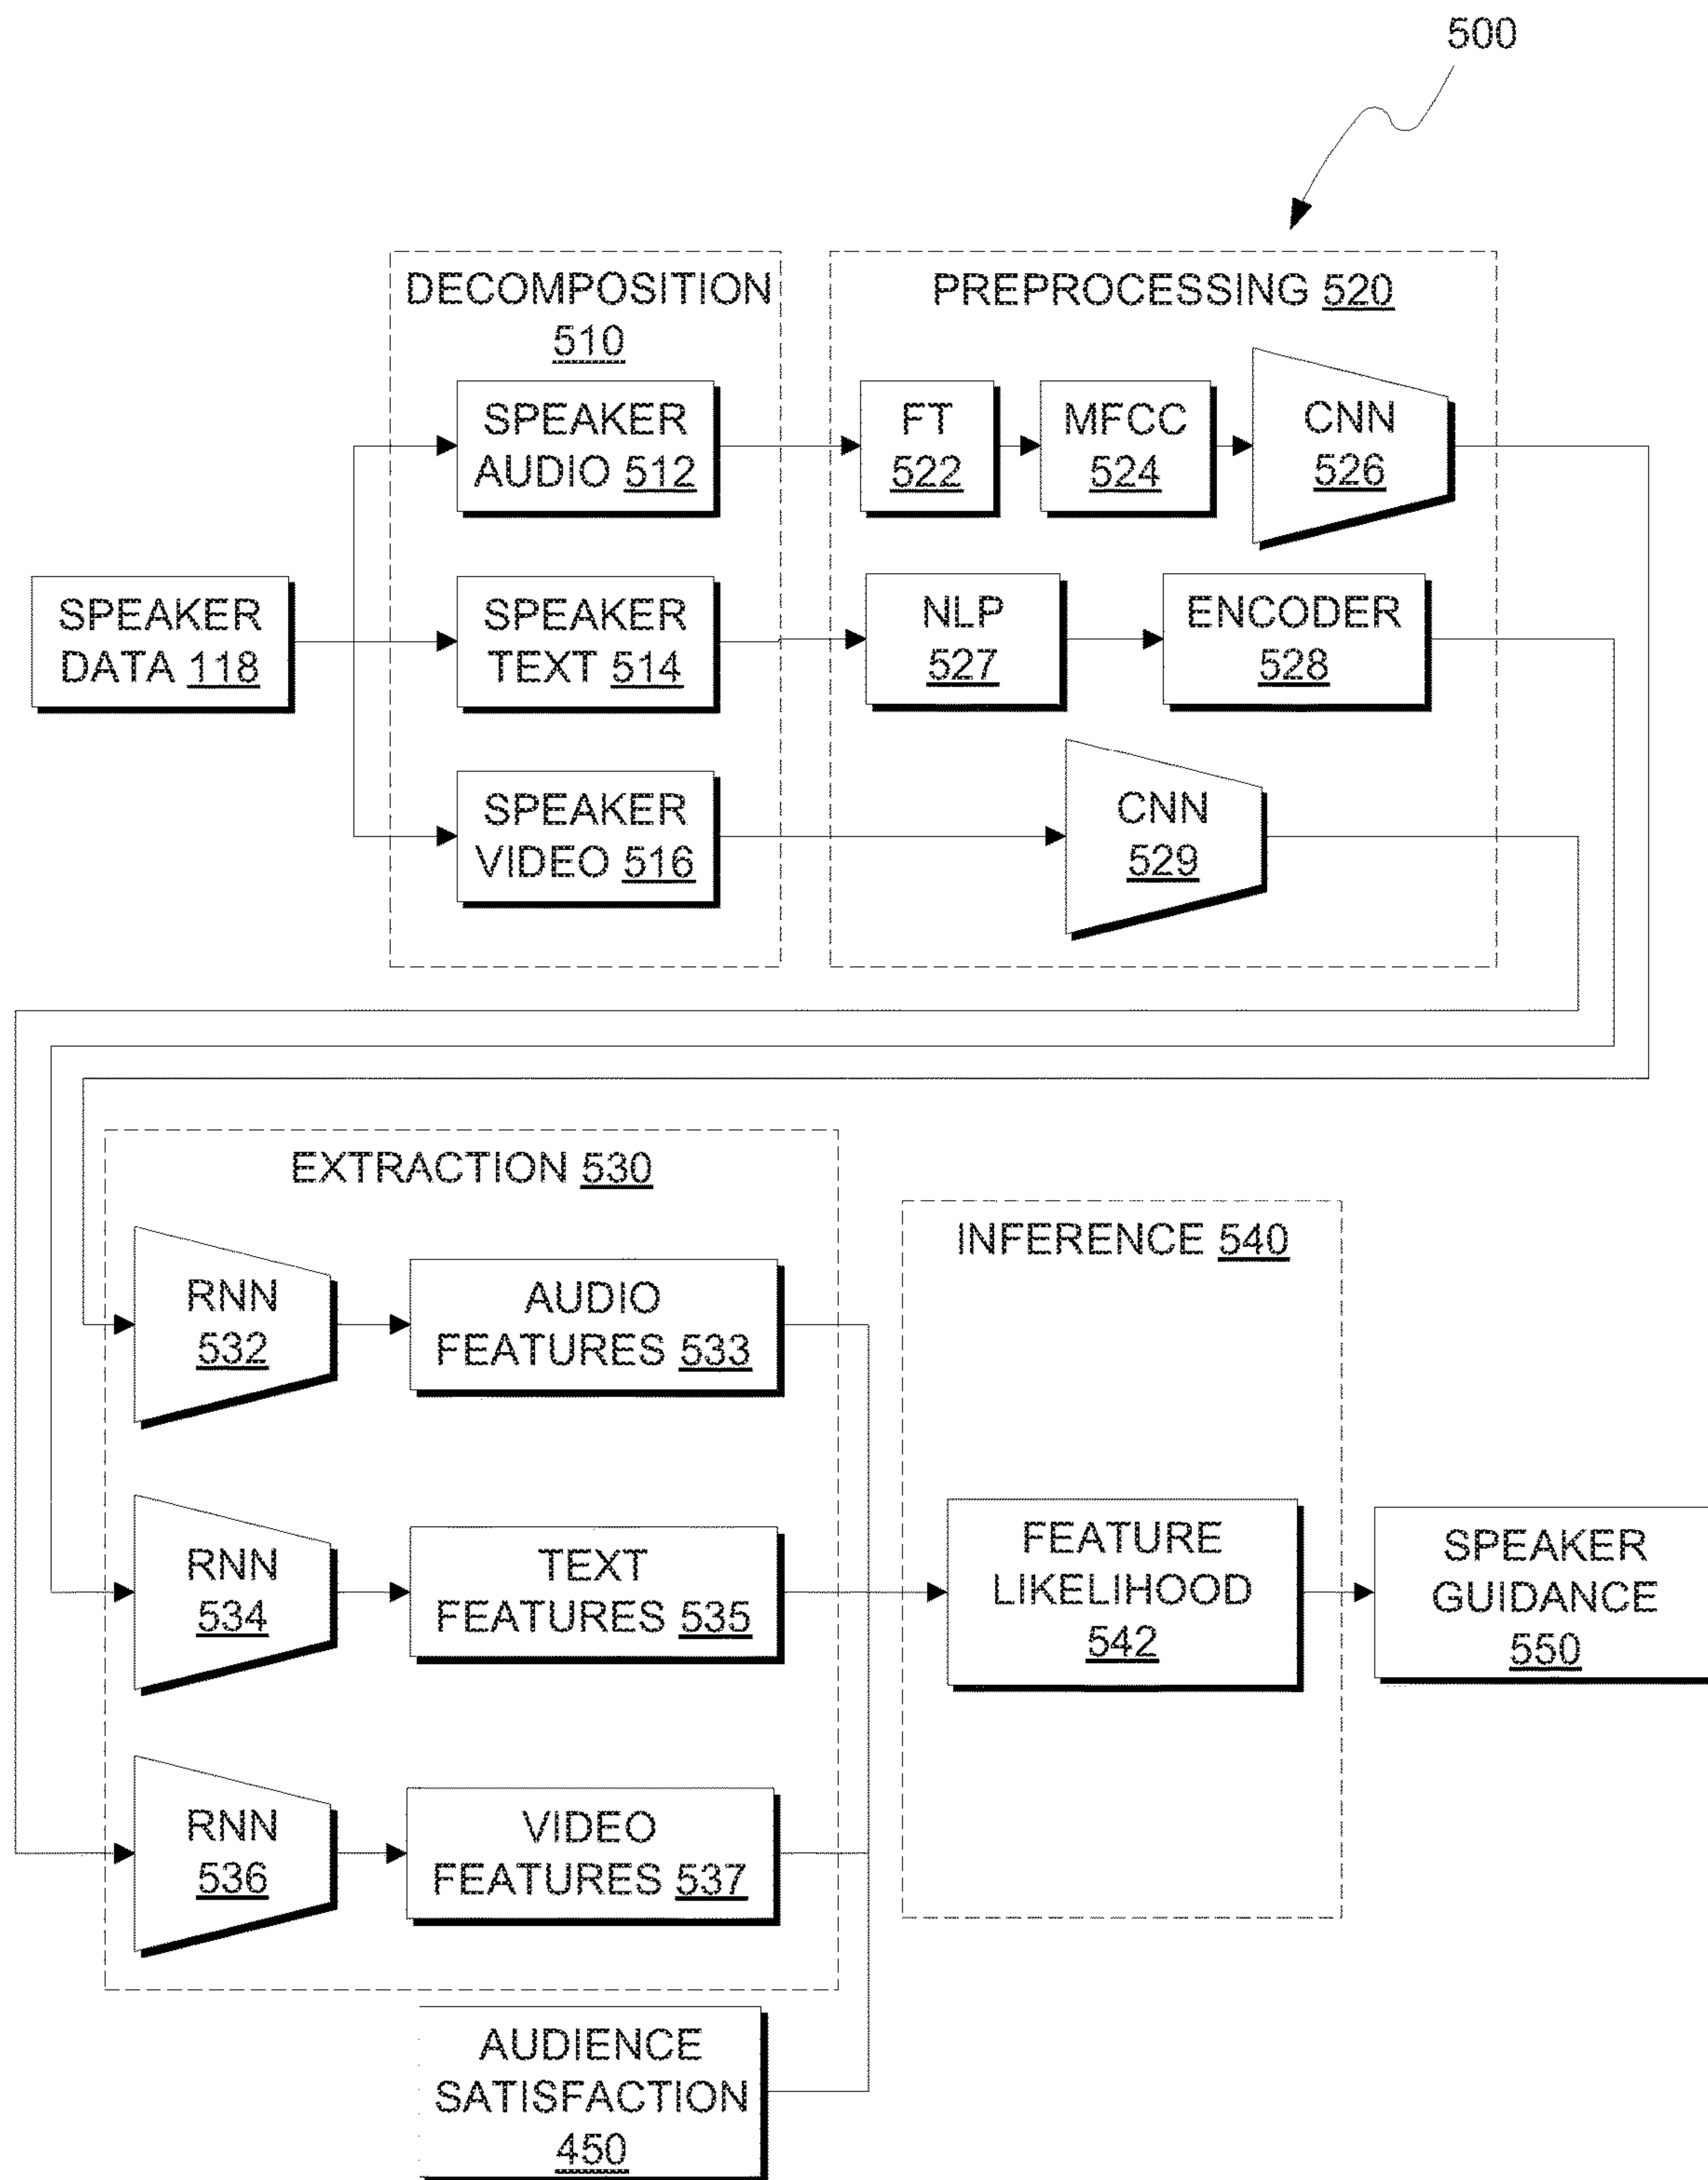 500
DECOMPOSITION
510
PREPROCESSING 520
SPEAKER
AUDIO 512
FT
522
MFCC
524
CNN
526
SPEAKER
DATA 118
SPEAKER
TEXT 514
NLP
527
ENCODER
528
SPEAKER
VIDEO 516
CNN
529
EXTRACTION 530
INFERENCE 540
RNN
532
AUDIO
FEATURES 533
RNN
534
TEXT
FEATURES 535
FEATURE
LIKELIHOOD
542
SPEAKER
GUIDANCE
550
RNN
536
VIDEO
FEATURES 537
AUDIENCE
SATISFACTION
450